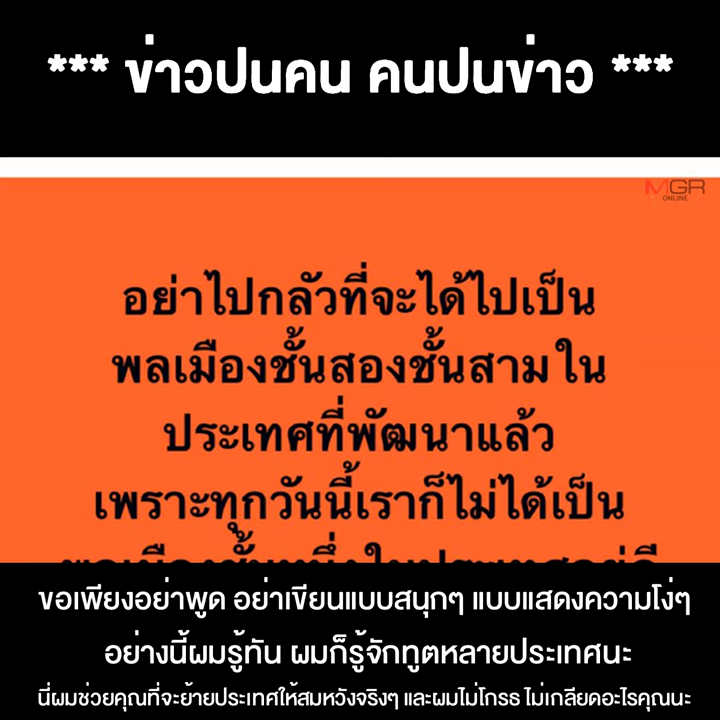 *** ข่าวปนคน คนปนข่าว ***
MGR
ONLINE
อย่าไปกลัวที่จะได้ไปเป็น
พลเมืองชั้นสองชั้นสามใน
ประเทศที่พัฒนาแล้ว
เพราะทุกวันนี้เราก็ไม่ได้เป็น
ขอเพียงอย่าพูด อย่าเขียนแบบสนุกๆ แบบแสดงความโง่ๆ
อย่างนี้ผมรู้ทัน ผมก็รู้จักทูตหลายประเทศนะ
นี่ผมช่วยคุณที่จะย้ายประเทศให้สมหวังจริงๆ และผมไม่โกรธ ไม่เกลียดอะไรคุณนะ